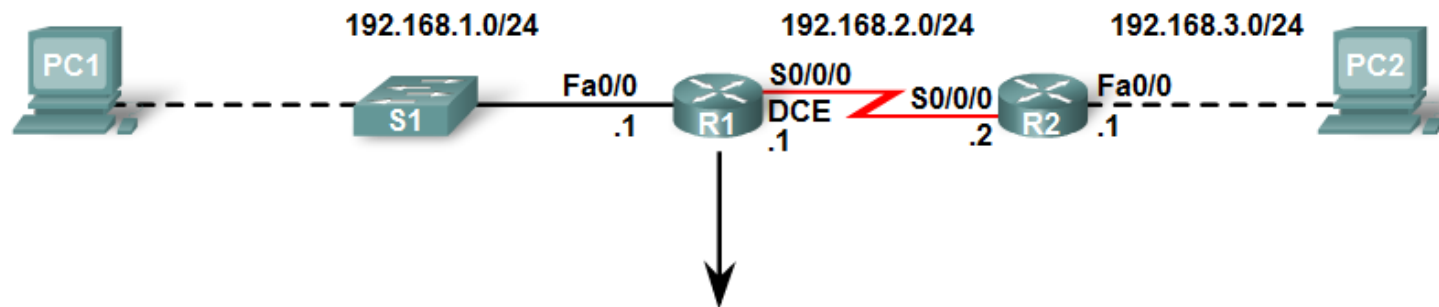 192.168.1.0/24 192.168.2.0/24 192.168.3.0/24
PC1 PC2
Fa0/0 S0/0/0 S0/0/0 Fa0/0
S1 R1 DCE R2
.1 .1 .2 .1